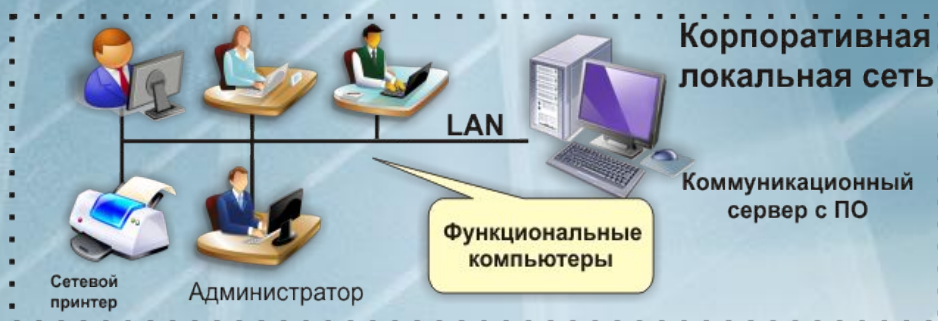 Корпоративная
локальная сеть
LAN
Коммуникационный
сервер с ПО
Функциональные
компьютеры
Сетевой
принтер
Администратор